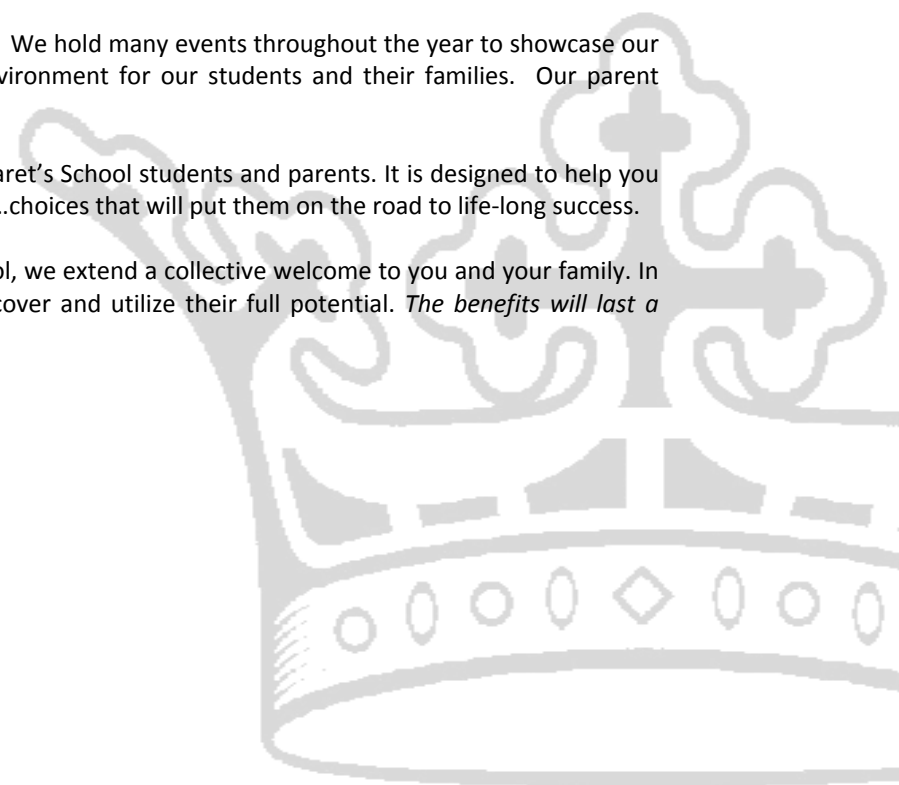 We hold many events throughout the year to showcase our
vironment for our students and their families. Our parent
aret's School students and parents. It is designed to help you
..choices that will put them on the road to life-long success.
ol, we extend a collective welcome to you and your family. In
cover and utilize their full potential. The benefits will last a